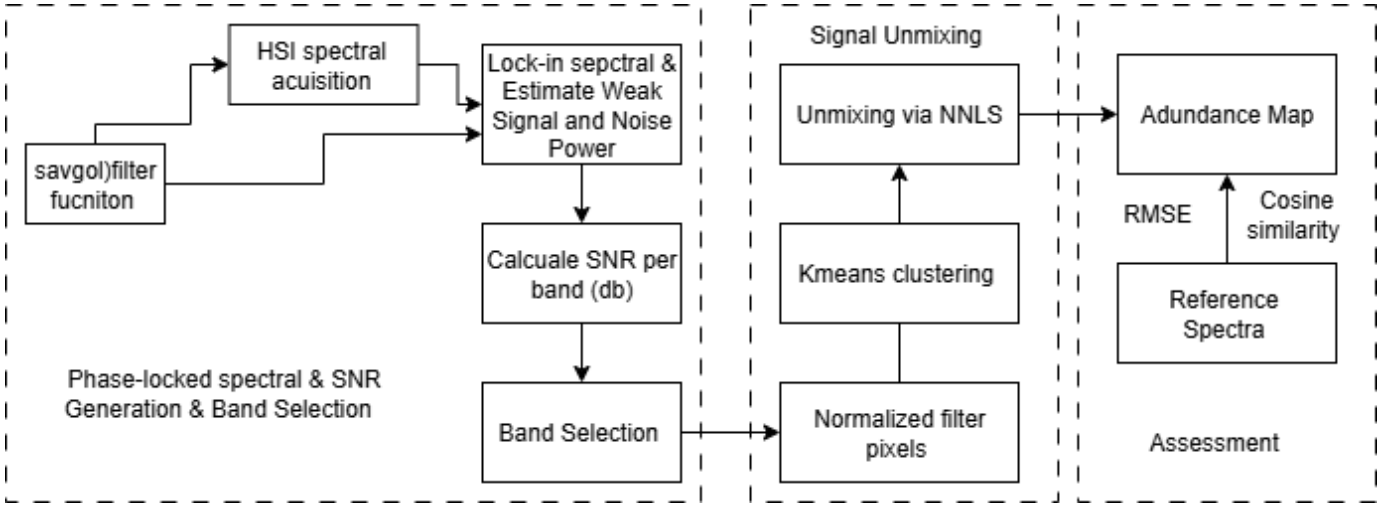 HSI spectral
acuisition
savgol)filter
fucniton
Lock-in sepctral &
Estimate Weak
Signal and Noise
Power
Calcuale SNR per
band (db)
Band Selection
Phase-locked spectral & SNR
Generation & Band Selection
Signal Unmixing
Unmixing via NNLS
Kmeans clustering
Normalized filter
pixels
Adundance Map
RMSE
Cosine
similarity
Reference
Spectra
Assessment